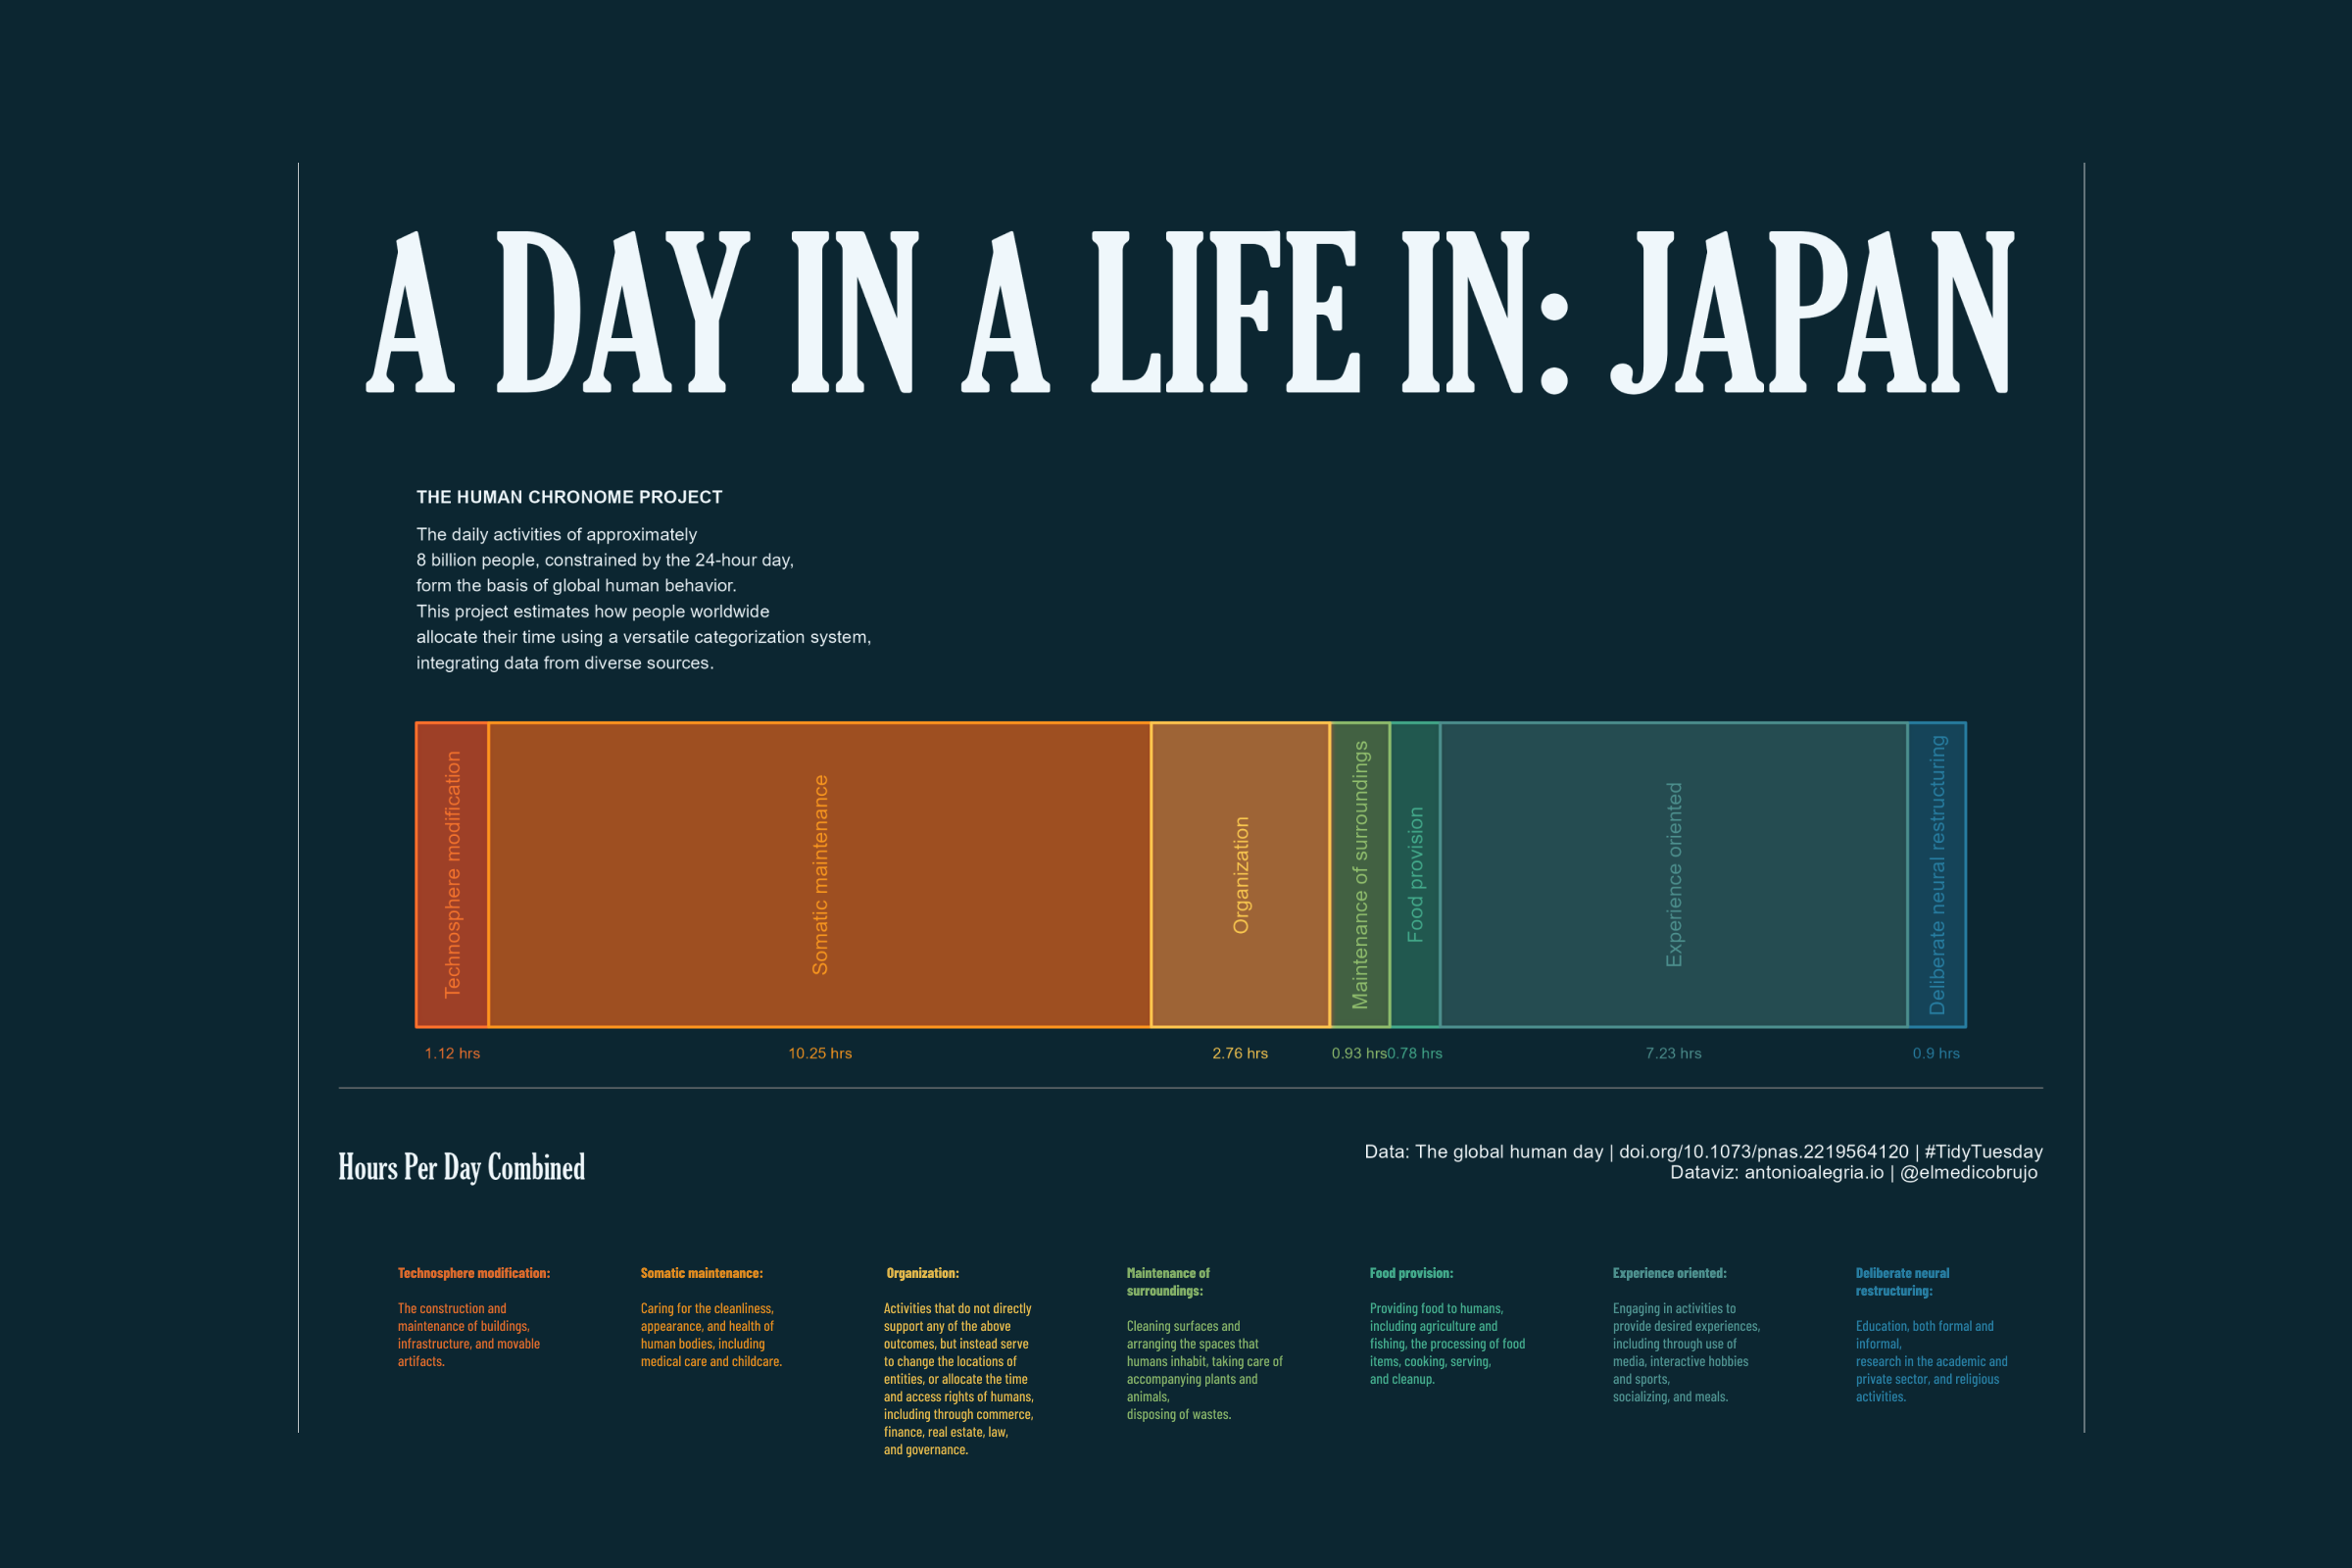 A DAY IN A LIFE IN: JAPAN
THE HUMAN CHRONOME PROJECT
The daily activities of approximately
8 billion people, constrained by the 24-hour day,
form the basis of global human behavior.
This project estimates how people worldwide
allocate their time using a versatile categorization system,
integrating data from diverse sources.
Technosphere modification
Somatic maintenance
Organization
Maintenance of surroundings
Food provision
Experience oriented
Deliberate neural restructuring
1.12 hrs
10.25 hrs
2.76 hrs
0.93 hrs
0.78 hrs
7.23 hrs
0.9 hrs
Hours Per Day Combined
Data: The global human day | doi.org/10.1073/pnas.2219564120 | #TidyTuesday
Dataviz: antonioalegria.io | @elmedicobrujo
Technosphere modification:
The construction and
maintenance of buildings,
infrastructure, and movable
artifacts.
Somatic maintenance:
Caring for the cleanliness,
appearance, and health of
human bodies, including
medical care and childcare.
Organization:
Activities that do not directly
support any of the above
outcomes, but instead serve
to change the locations of
entities, or allocate the time
and access rights of humans,
including through commerce,
finance, real estate, law,
and governance.
Maintenance of
surroundings:
Cleaning surfaces and
arranging the spaces that
humans inhabit, taking care of
accompanying plants and
animals,
disposing of wastes.
Food provision:
Providing food to humans,
including agriculture and
fishing, the processing of food
items, cooking, serving,
and cleanup.
Experience oriented:
Engaging in activities to
provide desired experiences,
including through use of
media, interactive hobbies
and sports,
socializing, and meals.
Deliberate neural
restructuring:
Education, both formal and
informal,
research in the academic and
private sector, and religious
activities.